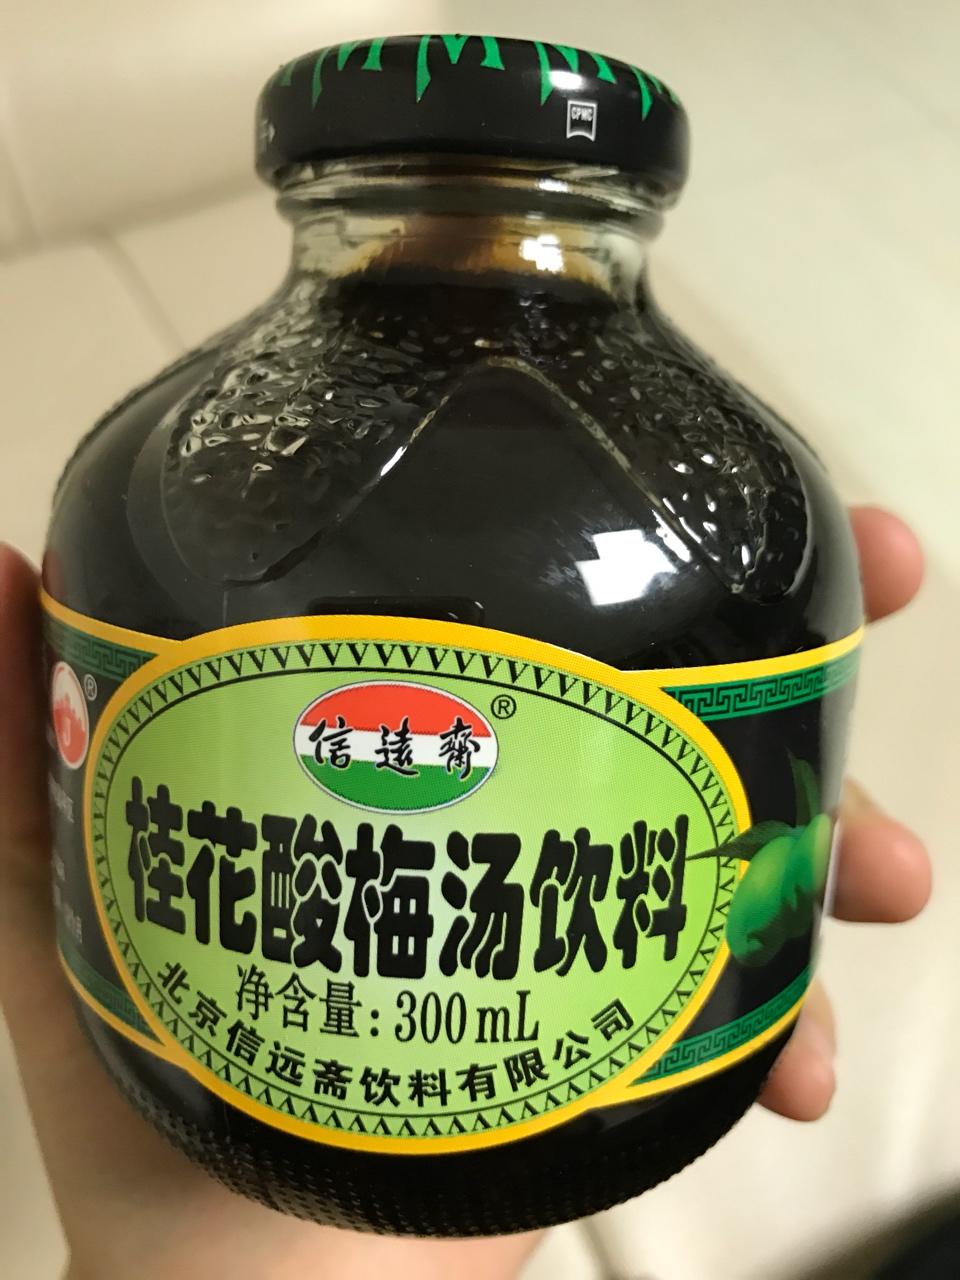 CPMC
信遠齋®
®
桂花酸梅汤饮料
净含量:300mL
北京信远斋饮料有限公司